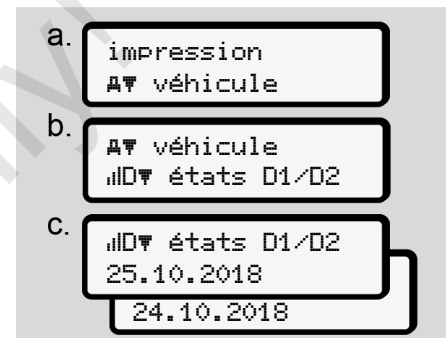 a.
impression
A▼ véhicule
b.
A▼ véhicule
D▼ états D1/D2
c.
D▼ états D1/D2
25.10.2018
24.10.2018